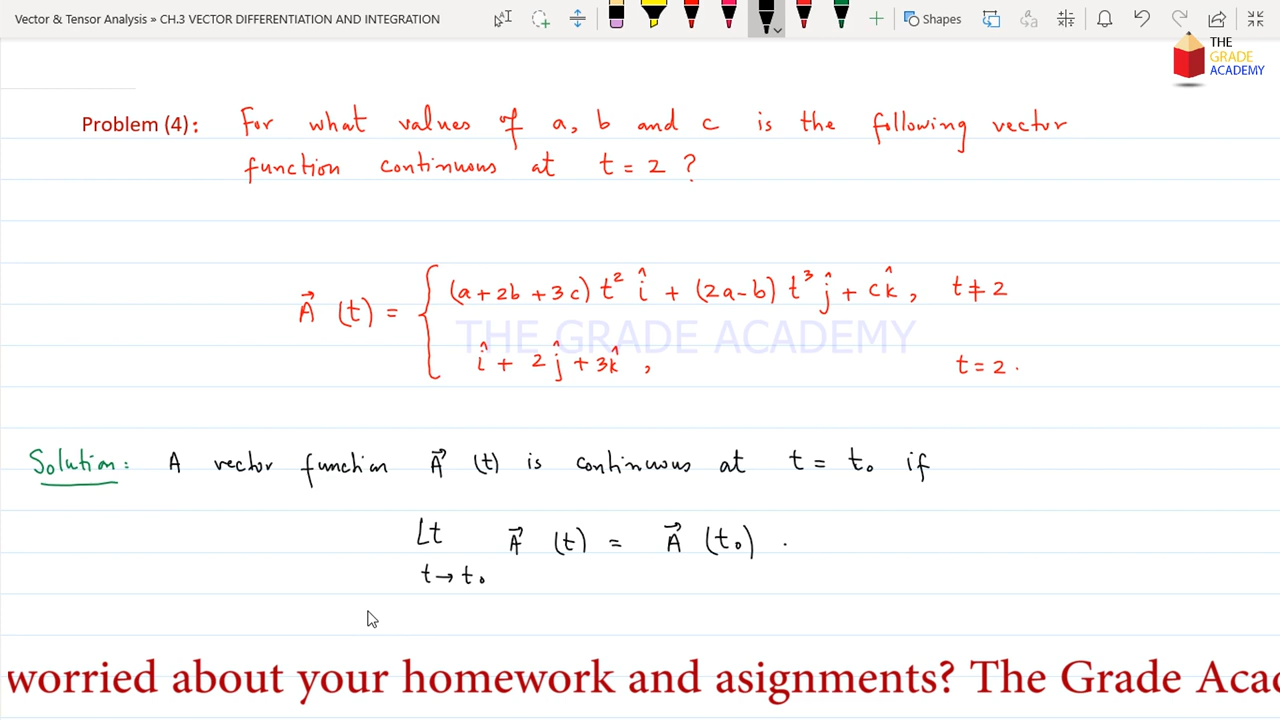 Vector & Tensor Analysis » CH.3 VECTOR DIFFERENTIATION AND INTEGRATION
Shapes
THE
GRADE
ACADEMY
Problem (4): For what values of a, b and c is the following vector
function continuous at t = 2 ?
A⃗ (t) = { (a + 2b + 3c) t² î + (2a - b) t³ ĵ + c k̂ , t ≠ 2
THE GRADE ACADEMY
î + 2 ĵ + 3 k̂ , t = 2 .
Solution: A vector function A⃗ (t) is continuous at t = t₀ if
Lt A⃗ (t) = A⃗ (t₀) .
t → t₀
worried about your homework and asignments? The Grade Aca